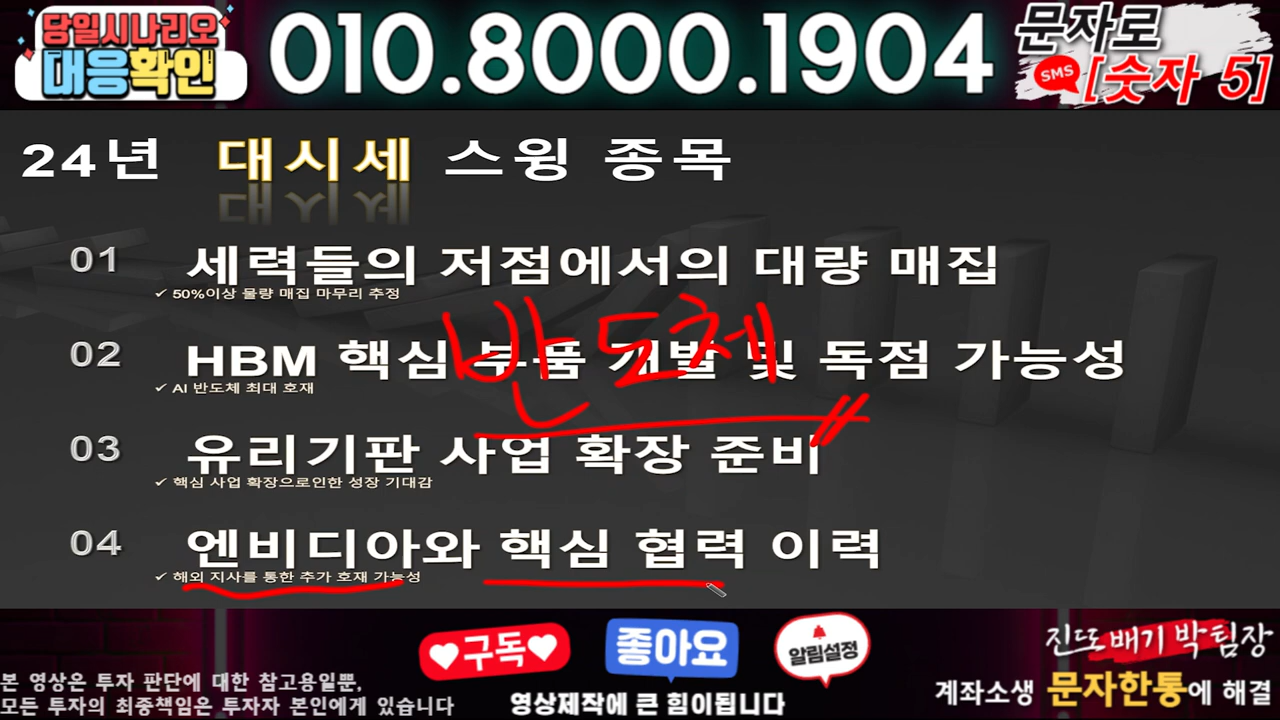 당일시나리오
대응확인
010.8000.1904
문자로
SMS
[숫자 5]
24년 대시세 스윙 종목
01 세력들의 저점에서의 대량 매집
✓ 50%이상 물량 매집 마무리 추정
반도체
02 HBM 핵심 부품 개발 및 독점 가능성
✓ AI 반도체 최대 호재
03 유리기판 사업 확장 준비
✓ 핵심 사업 확장으로인한 성장 기대감
04 엔비디아와 핵심 협력 이력
✓ 해외 지사를 통한 추가 호재 가능성
구독
좋아요
알림설정
진또배기 박팀장
본 영상은 투자 판단에 대한 참고용일뿐,
모든 투자의 최종책임은 투자자 본인에게 있습니다
영상제작에 큰 힘이됩니다
계좌소생 문자한통에 해결